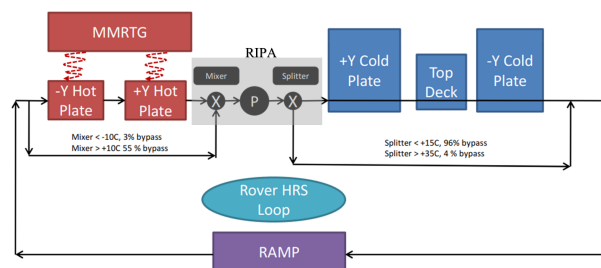 MMRTG
-Y Hot
Plate
+Y Hot
Plate
RIPA
Mixer
Splitter
X
P
X
+Y Cold
Plate
Top
Deck
-Y Cold
Plate
Mixer < -10C, 3% bypass
Mixer > +10C 55 % bypass
Splitter < +15C, 96% bypass
Splitter > +35C, 4 % bypass
Rover HRS
Loop
RAMP